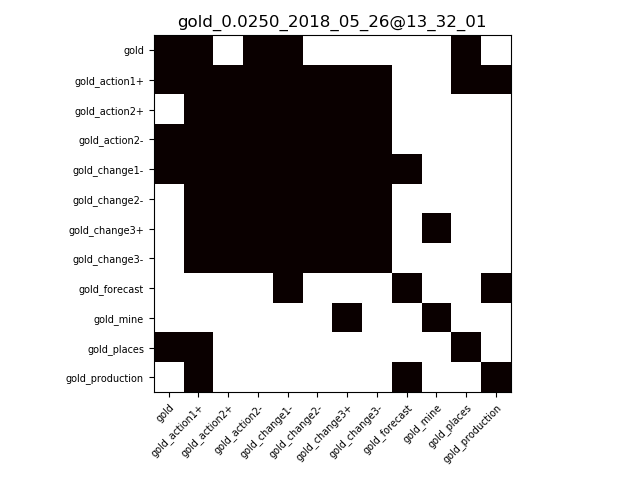 gold_0.0250_2018_05_26@13_32_01
gold
gold_action1+
gold_action2+
gold_action2-
gold_change1-
gold_change2-
gold_change3+
gold_change3-
gold_forecast
gold_mine
gold_places
gold_production
gold
gold_action1+
gold_action2+
gold_action2-
gold_change1-
gold_change2-
gold_change3+
gold_change3-
gold_forecast
gold_mine
gold_places
gold_production